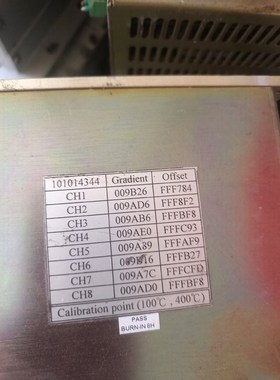 101014344 Gradient Offset
CH1 009B26 FFF784
CH2 009AD6 FFF8F2
CH3 009AB6 FFFBF8
CH4 009AE0 FFFC93
CH5 009A89 FFFAF9
CH6 FFFB27
CH7 009A7C FFFCFD
CH8 009AD0 FFFBF8
Calibration point (100℃ , 400℃)
PASS
BURN-IN 8H